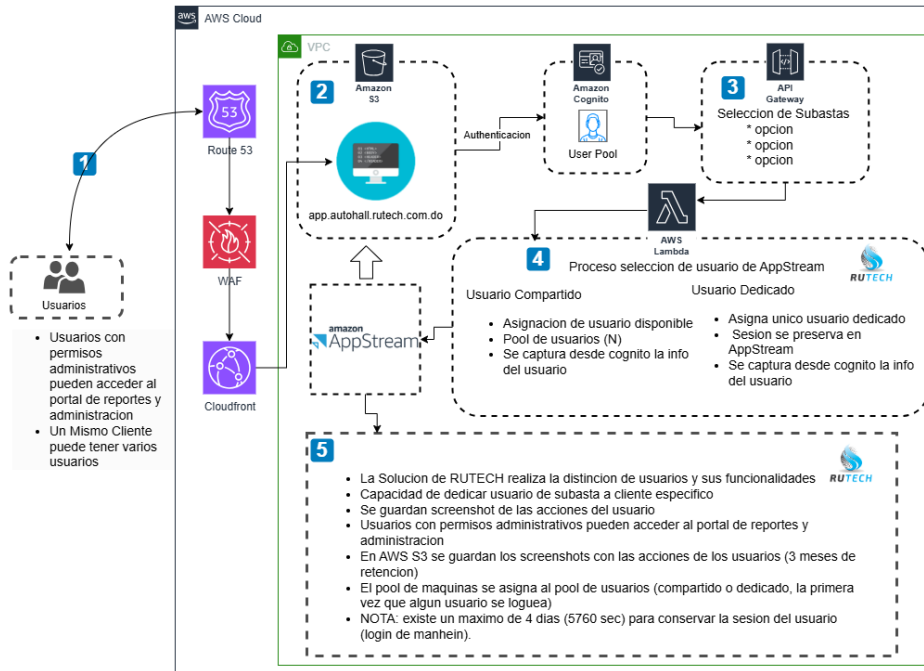 aws
AWS Cloud
VPC
1
53
Route 53
WAF
Cloudfront
Usuarios
• Usuarios con
permisos
administrativos
pueden acceder al
portal de reportes y
administracion
• Un Mismo Cliente
puede tener varios
usuarios
2
Amazon
S3
app.autohall.rutech.com.do
Authenticacion
Amazon
Cognito
User Pool
3
API
Gateway
Seleccion de Subastas
* opcion
* opcion
* opcion
AWS
Lambda
4
Proceso seleccion de usuario de AppStream
RUTECH
Usuario Compartido
• Asignacion de usuario disponible
• Pool de usuarios (N)
• Se captura desde cognito la info
del usuario
Usuario Dedicado
• Asigna unico usuario dedicado
• Sesion se preserva en
AppStream
• Se captura desde cognito la info
del usuario
amazon
AppStream
5
RUTECH
• La Solucion de RUTECH realiza la distincion de usuarios y sus funcionalidades
• Capacidad de dedicar usuario de subasta a cliente especifico
• Se guardan screenshot de las acciones del usuario
• Usuarios con permisos administrativos pueden acceder al portal de reportes y
administracion
• En AWS S3 se guardan los screenshots con las acciones de los usuarios (3 meses de
retencion)
• El pool de maquinas se asigna al pool de usuarios (compartido o dedicado, la primera
vez que algun usuario se loguea)
• NOTA: existe un maximo de 4 dias (5760 sec) para conservar la sesion del usuario
(login de manhein).